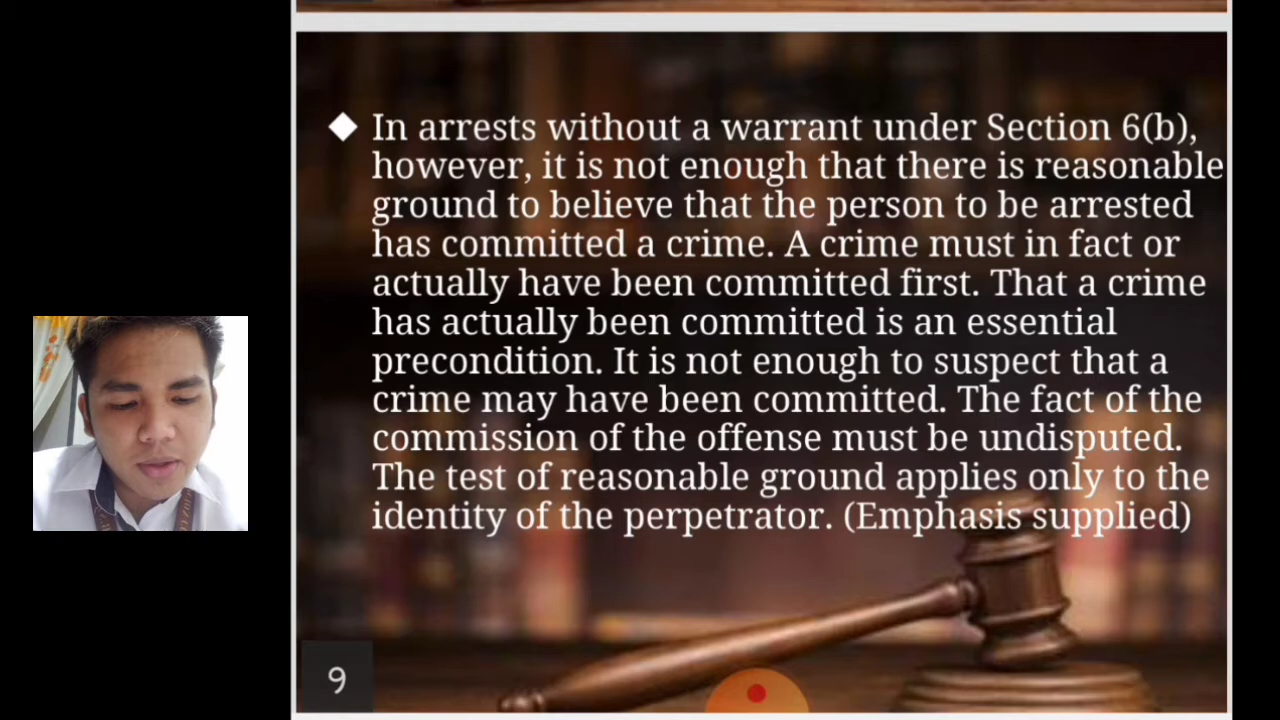 In arrests without a warrant under Section 6(b),
however, it is not enough that there is reasonable
ground to believe that the person to be arrested
has committed a crime. A crime must in fact or
actually have been committed first. That a crime
has actually been committed is an essential
precondition. It is not enough to suspect that a
crime may have been committed. The fact of the
commission of the offense must be undisputed.
The test of reasonable ground applies only to the
identity of the perpetrator. (Emphasis supplied)
9